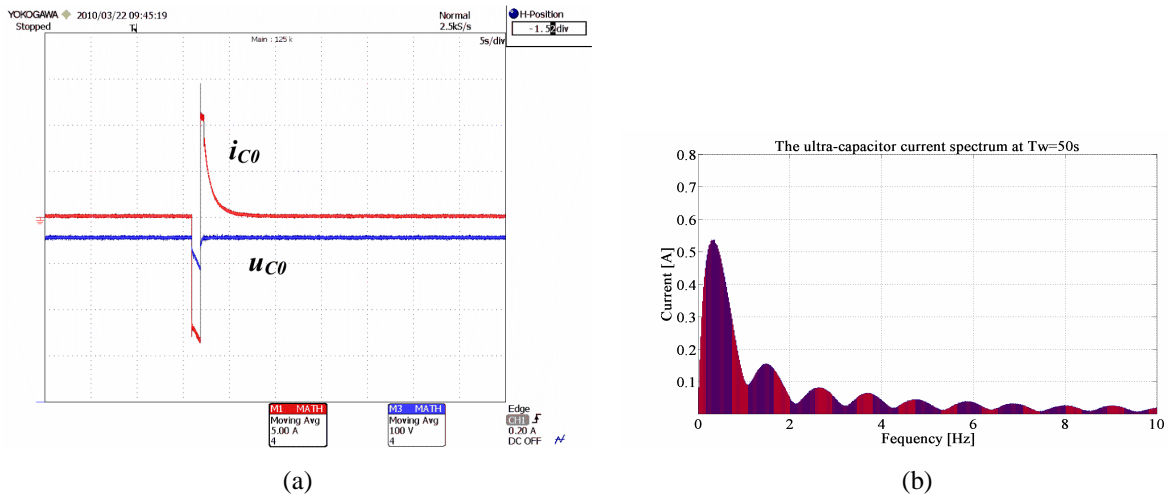 YOKOGAWA 2010/03/22 09:45:19 Normal H-Position
Stopped 2.5kS/s -1.52div
Main : 125 k 5s/div
iC0
uC0
M1 MATH
Moving Avg
5.00 A
4
M3 MATH
Moving Avg
100 V
4
Edge
CH1
0.20 A
DC OFF
(a)
The ultra-capacitor current spectrum at Tw=50s
Current [A]
0.8
0.7
0.6
0.5
0.4
0.3
0.2
0.1
0 2 4 6 8 10
Fequency [Hz]
(b)